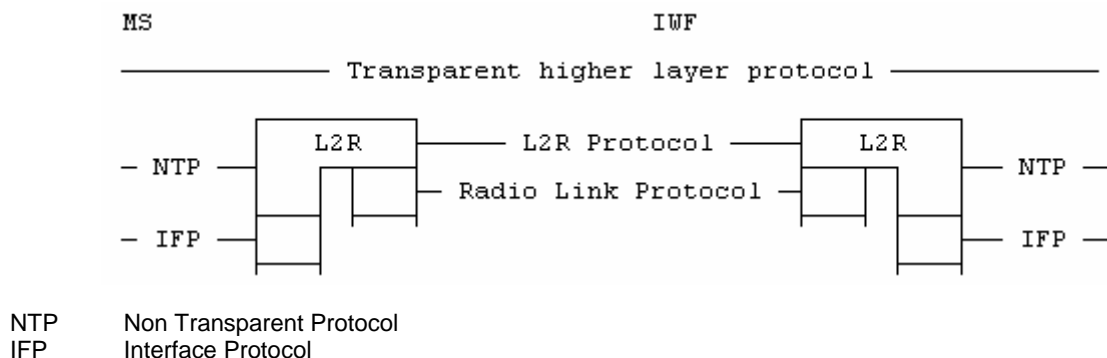 MS IWF
Transparent higher layer protocol
L2R L2R Protocol L2R
NTP NTP
Radio Link Protocol
IFP IFP
NTP Non Transparent Protocol
IFP Interface Protocol